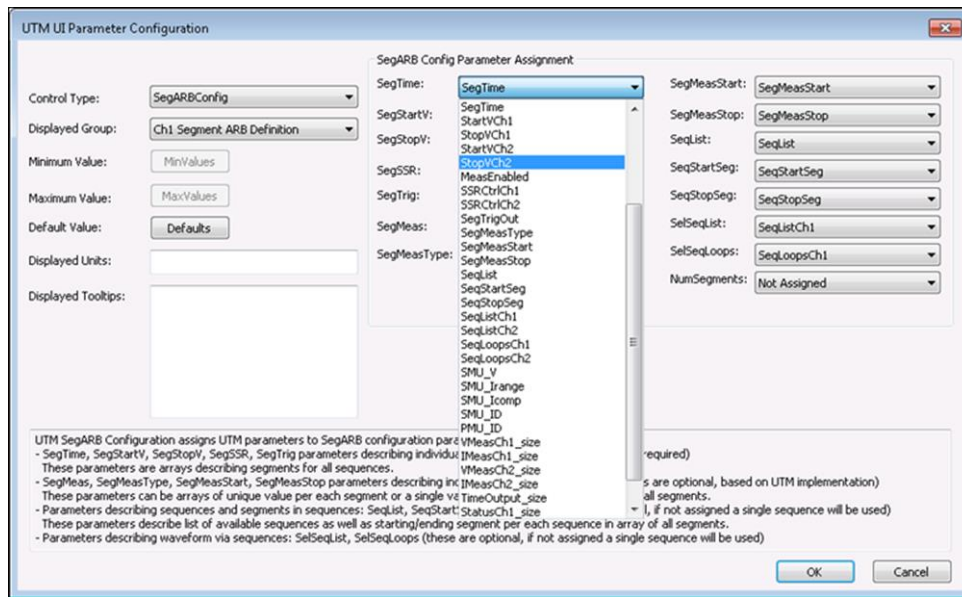 UTM UI Parameter Configuration
SegARB Config Parameter Assignment
Control Type:
SegARBConfig
Displayed Group:
Ch1 Segment ARB Definition
Minimum Value:
MinValues
Maximum Value:
MaxValues
Default Value:
Defaults
Displayed Units:
Displayed Tooltips:
SegTime:
SegTime
SegStartV:
SegStopV:
SegSSR:
SegTrig:
SegMeas:
SegMeasType:
SegTime
StartVCh1
StopVCh1
StartVCh2
StopVCh2
MeasEnabled
SSRCtrlCh1
SSRCtrlCh2
SegTrigOut
SegMeasType
SegMeasStart
SegMeasStop
SeqList
SeqStartSeg
SeqStopSeg
SeqListCh1
SeqListCh2
SeqLoopsCh1
SeqLoopsCh2
SMU_V
SMU_Irange
SMU_Icomp
SMU_ID
PMU_ID
VMeasCh1_size
IMeasCh1_size
VMeasCh2_size
IMeasCh2_size
TimeOutput_size
StatusCh1_size
SegMeasStart:
SegMeasStart
SegMeasStop:
SegMeasStop
SeqList:
SeqList
SeqStartSeg:
SeqStartSeg
SeqStopSeg:
SeqStopSeg
SelSeqList:
SeqListCh1
SelSeqLoops:
SeqLoopsCh1
NumSegments:
Not Assigned
UTM SegARB Configuration assigns UTM parameters to SegARB configuration para
- SegTime, SegStartV, SegStopV, SegSSR, SegTrig parameters describing individua required)
These parameters are arrays describing segments for all sequences.
- SegMeas, SegMeasType, SegMeasStart, SegMeasStop parameters describing ind s are optional, based on UTM implementation)
These parameters can be arrays of unique value per each segment or a single va all segments.
- Parameters describing sequences and segments in sequences: SeqList, SeqStart l, if not assigned a single sequence will be used)
These parameters describe list of available sequences as well as starting/ending segment per each sequence in array of all segments.
- Parameters describing waveform via sequences: SelSeqList, SelSeqLoops (these are optional, if not assigned a single sequence will be used)
OK
Cancel